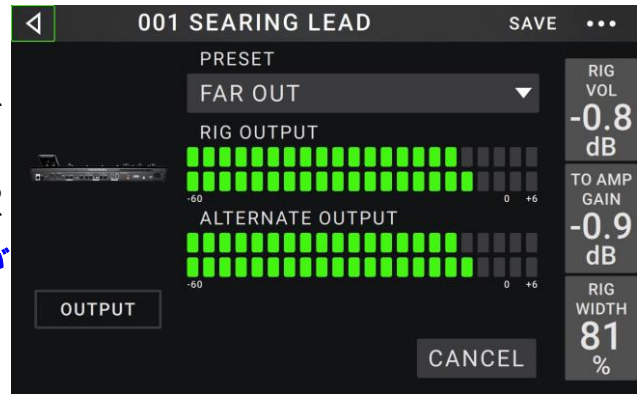 001 SEARING LEAD
SAVE
PRESET
FAR OUT
RIG OUTPUT
-60 0 +6
ALTERNATE OUTPUT
-60 0 +6
OUTPUT
CANCEL
RIG
VOL
-0.8
dB
TO AMP
GAIN
-0.9
dB
RIG
WIDTH
81
%